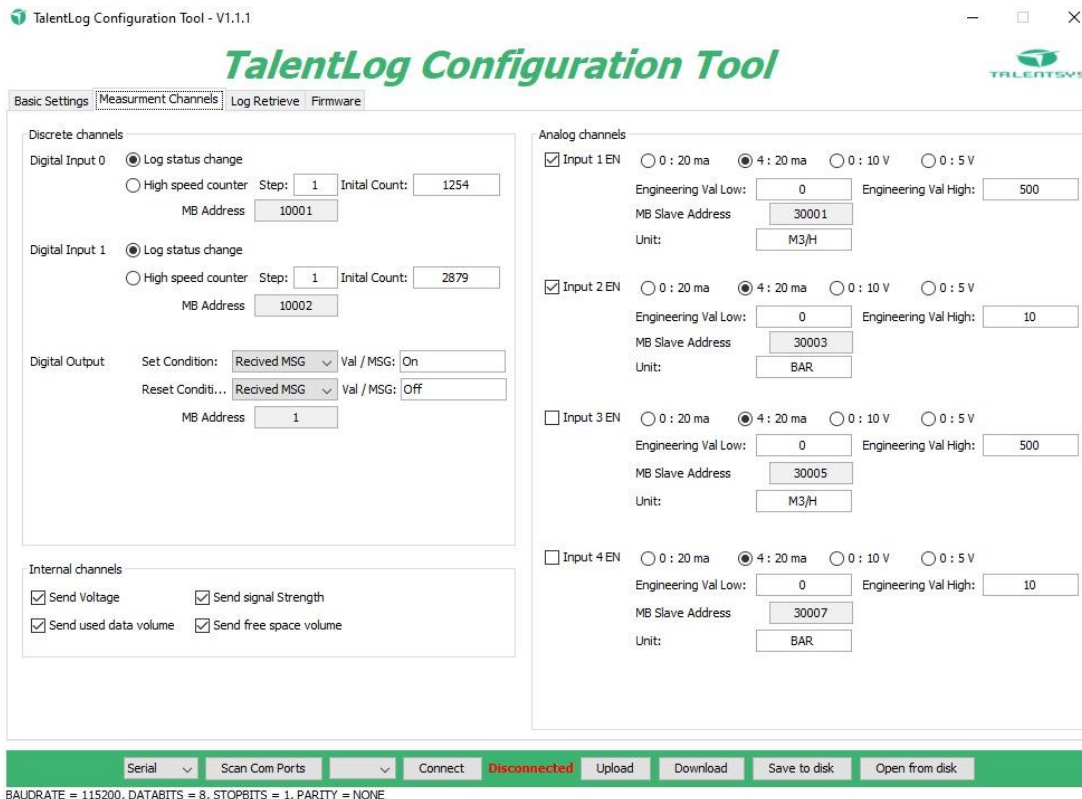 TalentLog Configuration Tool - V1.1.1
TalentLog Configuration Tool
TALENTSYS
Basic Settings Measurment Channels Log Retrieve Firmware
Discrete channels
Digital Input 0 Log status change
High speed counter Step: 1 Inital Count: 1254
MB Address 10001
Digital Input 1 Log status change
High speed counter Step: 1 Inital Count: 2879
MB Address 10002
Digital Output Set Condition: Recived MSG Val / MSG: On
Reset Conditi... Recived MSG Val / MSG: Off
MB Address 1
Internal channels
Send Voltage Send signal Strength
Send used data volume Send free space volume
Analog channels
Input 1 EN 0 : 20 ma 4 : 20 ma 0 : 10 V 0 : 5 V
Engineering Val Low: 0 Engineering Val High: 500
MB Slave Address 30001
Unit: M3/H
Input 2 EN 0 : 20 ma 4 : 20 ma 0 : 10 V 0 : 5 V
Engineering Val Low: 0 Engineering Val High: 10
MB Slave Address 30003
Unit: BAR
Input 3 EN 0 : 20 ma 4 : 20 ma 0 : 10 V 0 : 5 V
Engineering Val Low: 0 Engineering Val High: 500
MB Slave Address 30005
Unit: M3/H
Input 4 EN 0 : 20 ma 4 : 20 ma 0 : 10 V 0 : 5 V
Engineering Val Low: 0 Engineering Val High: 10
MB Slave Address 30007
Unit: BAR
Serial Scan Com Ports Connect Disconnected Upload Download Save to disk Open from disk
BAUDRATE = 115200, DATABITS = 8, STOPBITS = 1, PARITY = NONE